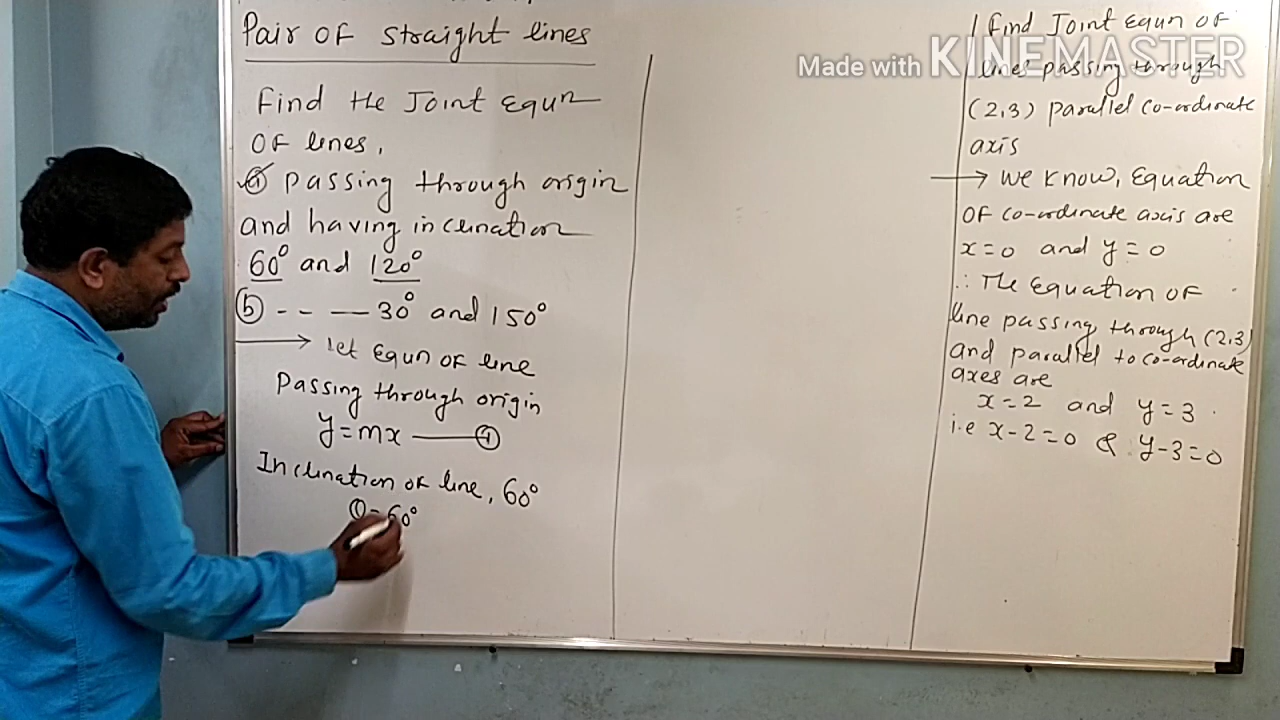 Pair OF straight lines
Find the Joint Equn
OF lines,
a passing through origin
and having inclination
60° and 120°
b - - — 30° and 150°
→ Let Equn OF line
Passing through origin
y=mx — 1
Inclination OF line, 60°
θ=60°
Made with KINEMASTER
Find Joint Equn OF
lines passing through
(2,3) parallel co-ordinate
axis
→ we know, Equation
OF co-ordinate axis are
x=0 and y=0
∴ The Equation OF
line passing through (2,3)
and parallel to co-ordinate
axes are
x=2 and y=3
i.e x-2=0 & y-3=0